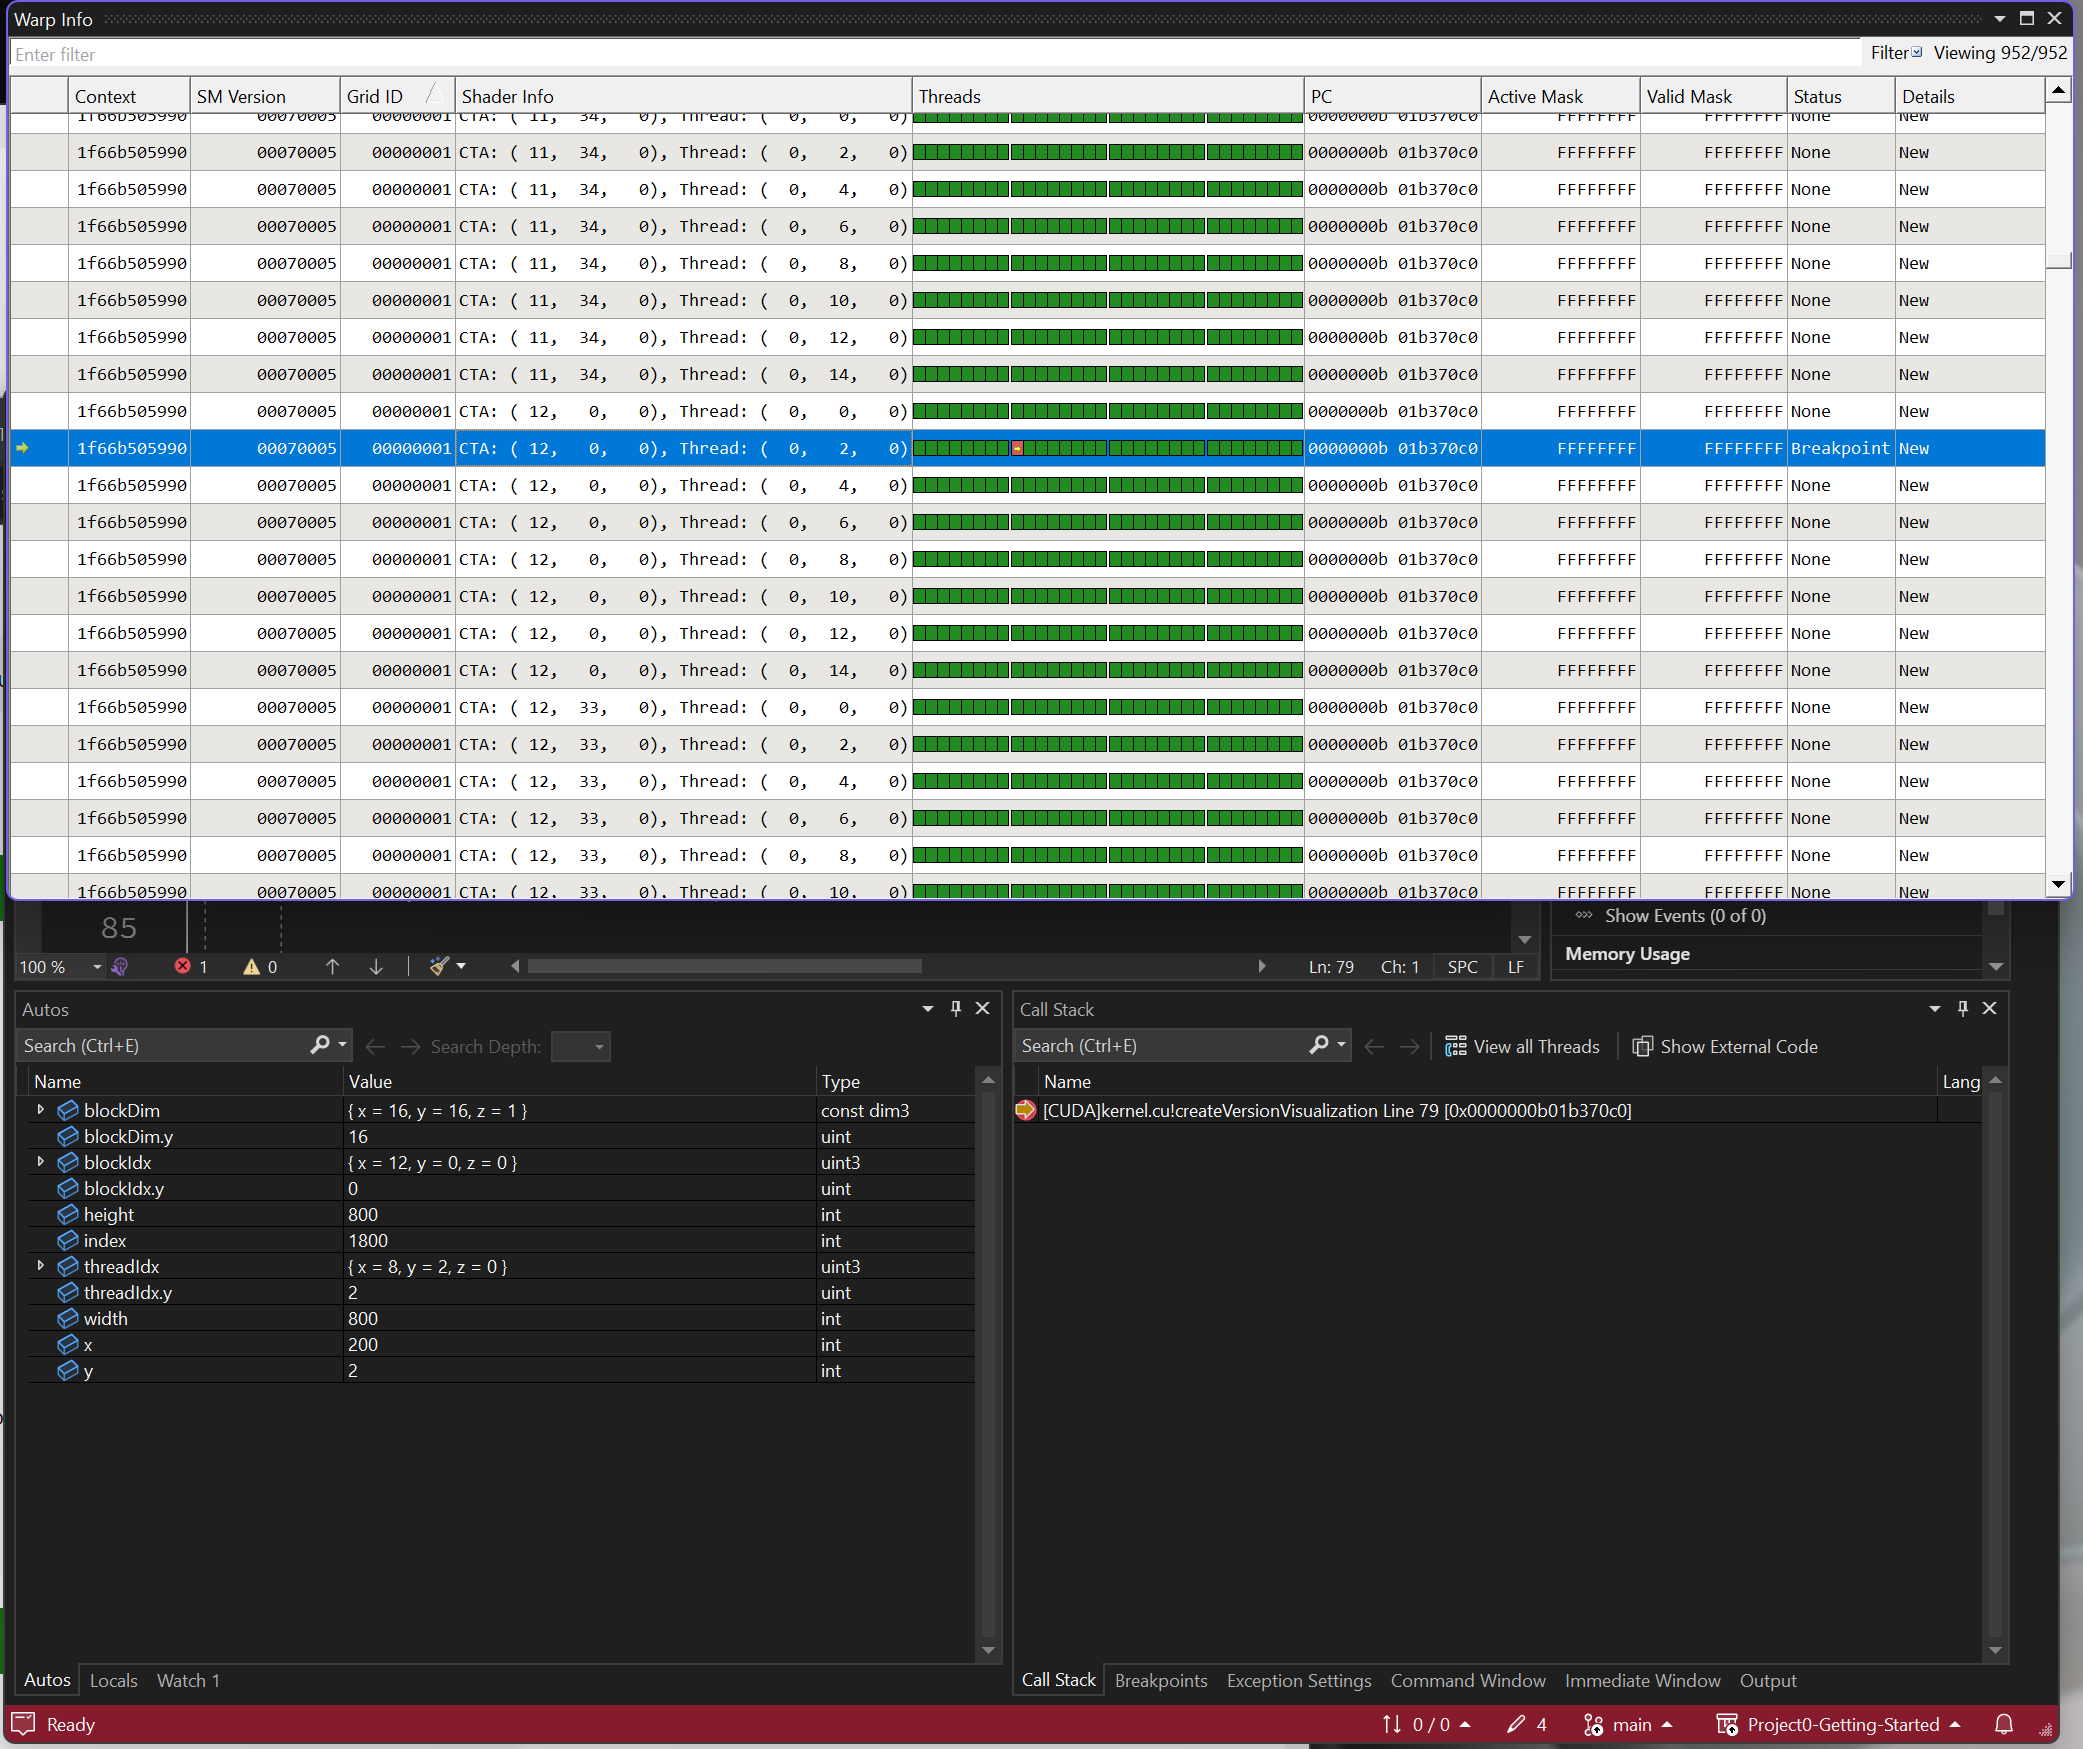 Warp Info
Enter filter Filter Viewing 952/952
Context SM Version Grid ID Shader Info Threads PC Active Mask Valid Mask Status Details
1f66b505990 00070005 00000001 CTA: ( 11, 34, 0), Thread: ( 0, 0, 0) 0000000b 01b370c0 FFFFFFFF FFFFFFFF None New
1f66b505990 00070005 00000001 CTA: ( 11, 34, 0), Thread: ( 0, 2, 0) 0000000b 01b370c0 FFFFFFFF FFFFFFFF None New
1f66b505990 00070005 00000001 CTA: ( 11, 34, 0), Thread: ( 0, 4, 0) 0000000b 01b370c0 FFFFFFFF FFFFFFFF None New
1f66b505990 00070005 00000001 CTA: ( 11, 34, 0), Thread: ( 0, 6, 0) 0000000b 01b370c0 FFFFFFFF FFFFFFFF None New
1f66b505990 00070005 00000001 CTA: ( 11, 34, 0), Thread: ( 0, 8, 0) 0000000b 01b370c0 FFFFFFFF FFFFFFFF None New
1f66b505990 00070005 00000001 CTA: ( 11, 34, 0), Thread: ( 0, 10, 0) 0000000b 01b370c0 FFFFFFFF FFFFFFFF None New
1f66b505990 00070005 00000001 CTA: ( 11, 34, 0), Thread: ( 0, 12, 0) 0000000b 01b370c0 FFFFFFFF FFFFFFFF None New
1f66b505990 00070005 00000001 CTA: ( 11, 34, 0), Thread: ( 0, 14, 0) 0000000b 01b370c0 FFFFFFFF FFFFFFFF None New
1f66b505990 00070005 00000001 CTA: ( 12, 0, 0), Thread: ( 0, 0, 0) 0000000b 01b370c0 FFFFFFFF FFFFFFFF None New
1f66b505990 00070005 00000001 CTA: ( 12, 0, 0), Thread: ( 0, 2, 0) 0000000b 01b370c0 FFFFFFFF FFFFFFFF Breakpoint New
1f66b505990 00070005 00000001 CTA: ( 12, 0, 0), Thread: ( 0, 4, 0) 0000000b 01b370c0 FFFFFFFF FFFFFFFF None New
1f66b505990 00070005 00000001 CTA: ( 12, 0, 0), Thread: ( 0, 6, 0) 0000000b 01b370c0 FFFFFFFF FFFFFFFF None New
1f66b505990 00070005 00000001 CTA: ( 12, 0, 0), Thread: ( 0, 8, 0) 0000000b 01b370c0 FFFFFFFF FFFFFFFF None New
1f66b505990 00070005 00000001 CTA: ( 12, 0, 0), Thread: ( 0, 10, 0) 0000000b 01b370c0 FFFFFFFF FFFFFFFF None New
1f66b505990 00070005 00000001 CTA: ( 12, 0, 0), Thread: ( 0, 12, 0) 0000000b 01b370c0 FFFFFFFF FFFFFFFF None New
1f66b505990 00070005 00000001 CTA: ( 12, 0, 0), Thread: ( 0, 14, 0) 0000000b 01b370c0 FFFFFFFF FFFFFFFF None New
1f66b505990 00070005 00000001 CTA: ( 12, 33, 0), Thread: ( 0, 0, 0) 0000000b 01b370c0 FFFFFFFF FFFFFFFF None New
1f66b505990 00070005 00000001 CTA: ( 12, 33, 0), Thread: ( 0, 2, 0) 0000000b 01b370c0 FFFFFFFF FFFFFFFF None New
1f66b505990 00070005 00000001 CTA: ( 12, 33, 0), Thread: ( 0, 4, 0) 0000000b 01b370c0 FFFFFFFF FFFFFFFF None New
1f66b505990 00070005 00000001 CTA: ( 12, 33, 0), Thread: ( 0, 6, 0) 0000000b 01b370c0 FFFFFFFF FFFFFFFF None New
1f66b505990 00070005 00000001 CTA: ( 12, 33, 0), Thread: ( 0, 8, 0) 0000000b 01b370c0 FFFFFFFF FFFFFFFF None New
1f66b505990 00070005 00000001 CTA: ( 12, 33, 0), Thread: ( 0, 10, 0) 0000000b 01b370c0 FFFFFFFF FFFFFFFF None New
85
Show Events (0 of 0)
Memory Usage
100 % 1 0 Ln: 79 Ch: 1 SPC LF
Autos
Search (Ctrl+E) Search Depth:
Name Value Type
blockDim { x = 16, y = 16, z = 1 } const dim3
blockDim.y 16 uint
blockIdx { x = 12, y = 0, z = 0 } uint3
blockIdx.y 0 uint
height 800 int
index 1800 int
threadIdx { x = 8, y = 2, z = 0 } uint3
threadIdx.y 2 uint
width 800 int
x 200 int
y 2 int
Autos Locals Watch 1
Call Stack
Search (Ctrl+E) View all Threads Show External Code
Name Lang
[CUDA]kernel.cu!createVersionVisualization Line 79 [0x0000000b01b370c0]
Call Stack Breakpoints Exception Settings Command Window Immediate Window Output
Ready 0 / 0 4 main Project0-Getting-Started